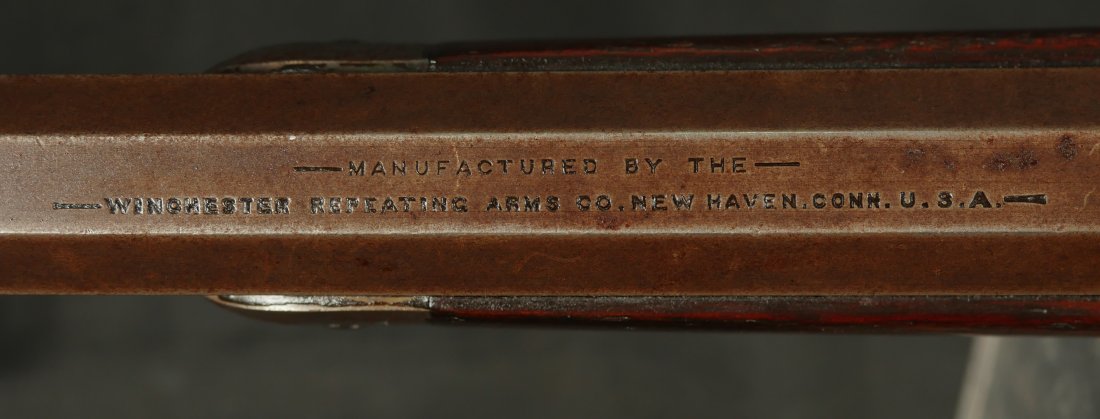 —MANUFACTURED BY THE—
—WINCHESTER REPEATING ARMS CO. NEW HAVEN. CONN. U.S.A.—